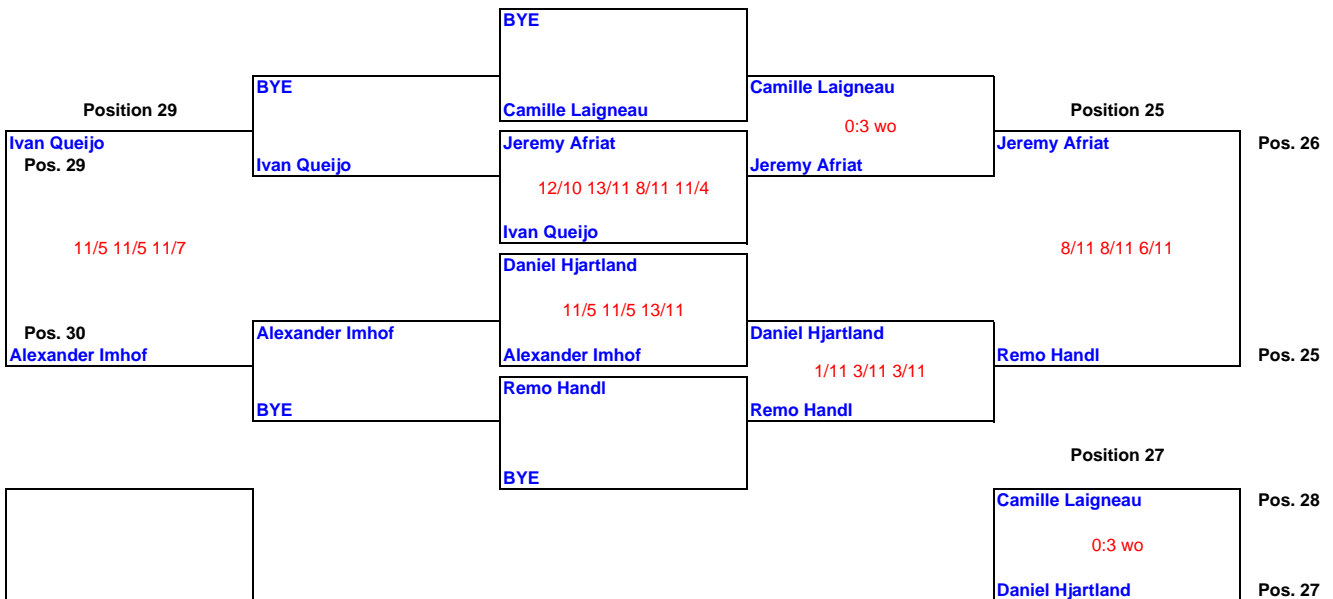 BYE
BYE
Camille Laigneau
Position 29
Camille Laigneau
Position 25
0:3 wo
Ivan Queijo
Jeremy Afriat
Jeremy Afriat
Pos. 26
Pos. 29
Ivan Queijo
Jeremy Afriat
12/10 13/11 8/11 11/4
Ivan Queijo
11/5 11/5 11/7
8/11 8/11 6/11
Daniel Hjartland
11/5 11/5 13/11
Pos. 30
Alexander Imhof
Daniel Hjartland
Alexander Imhof
Alexander Imhof
Remo Handl
Pos. 25
1/11 3/11 3/11
Remo Handl
BYE
Remo Handl
Position 27
BYE
Camille Laigneau
Pos. 28
0:3 wo
Daniel Hjartland
Pos. 27